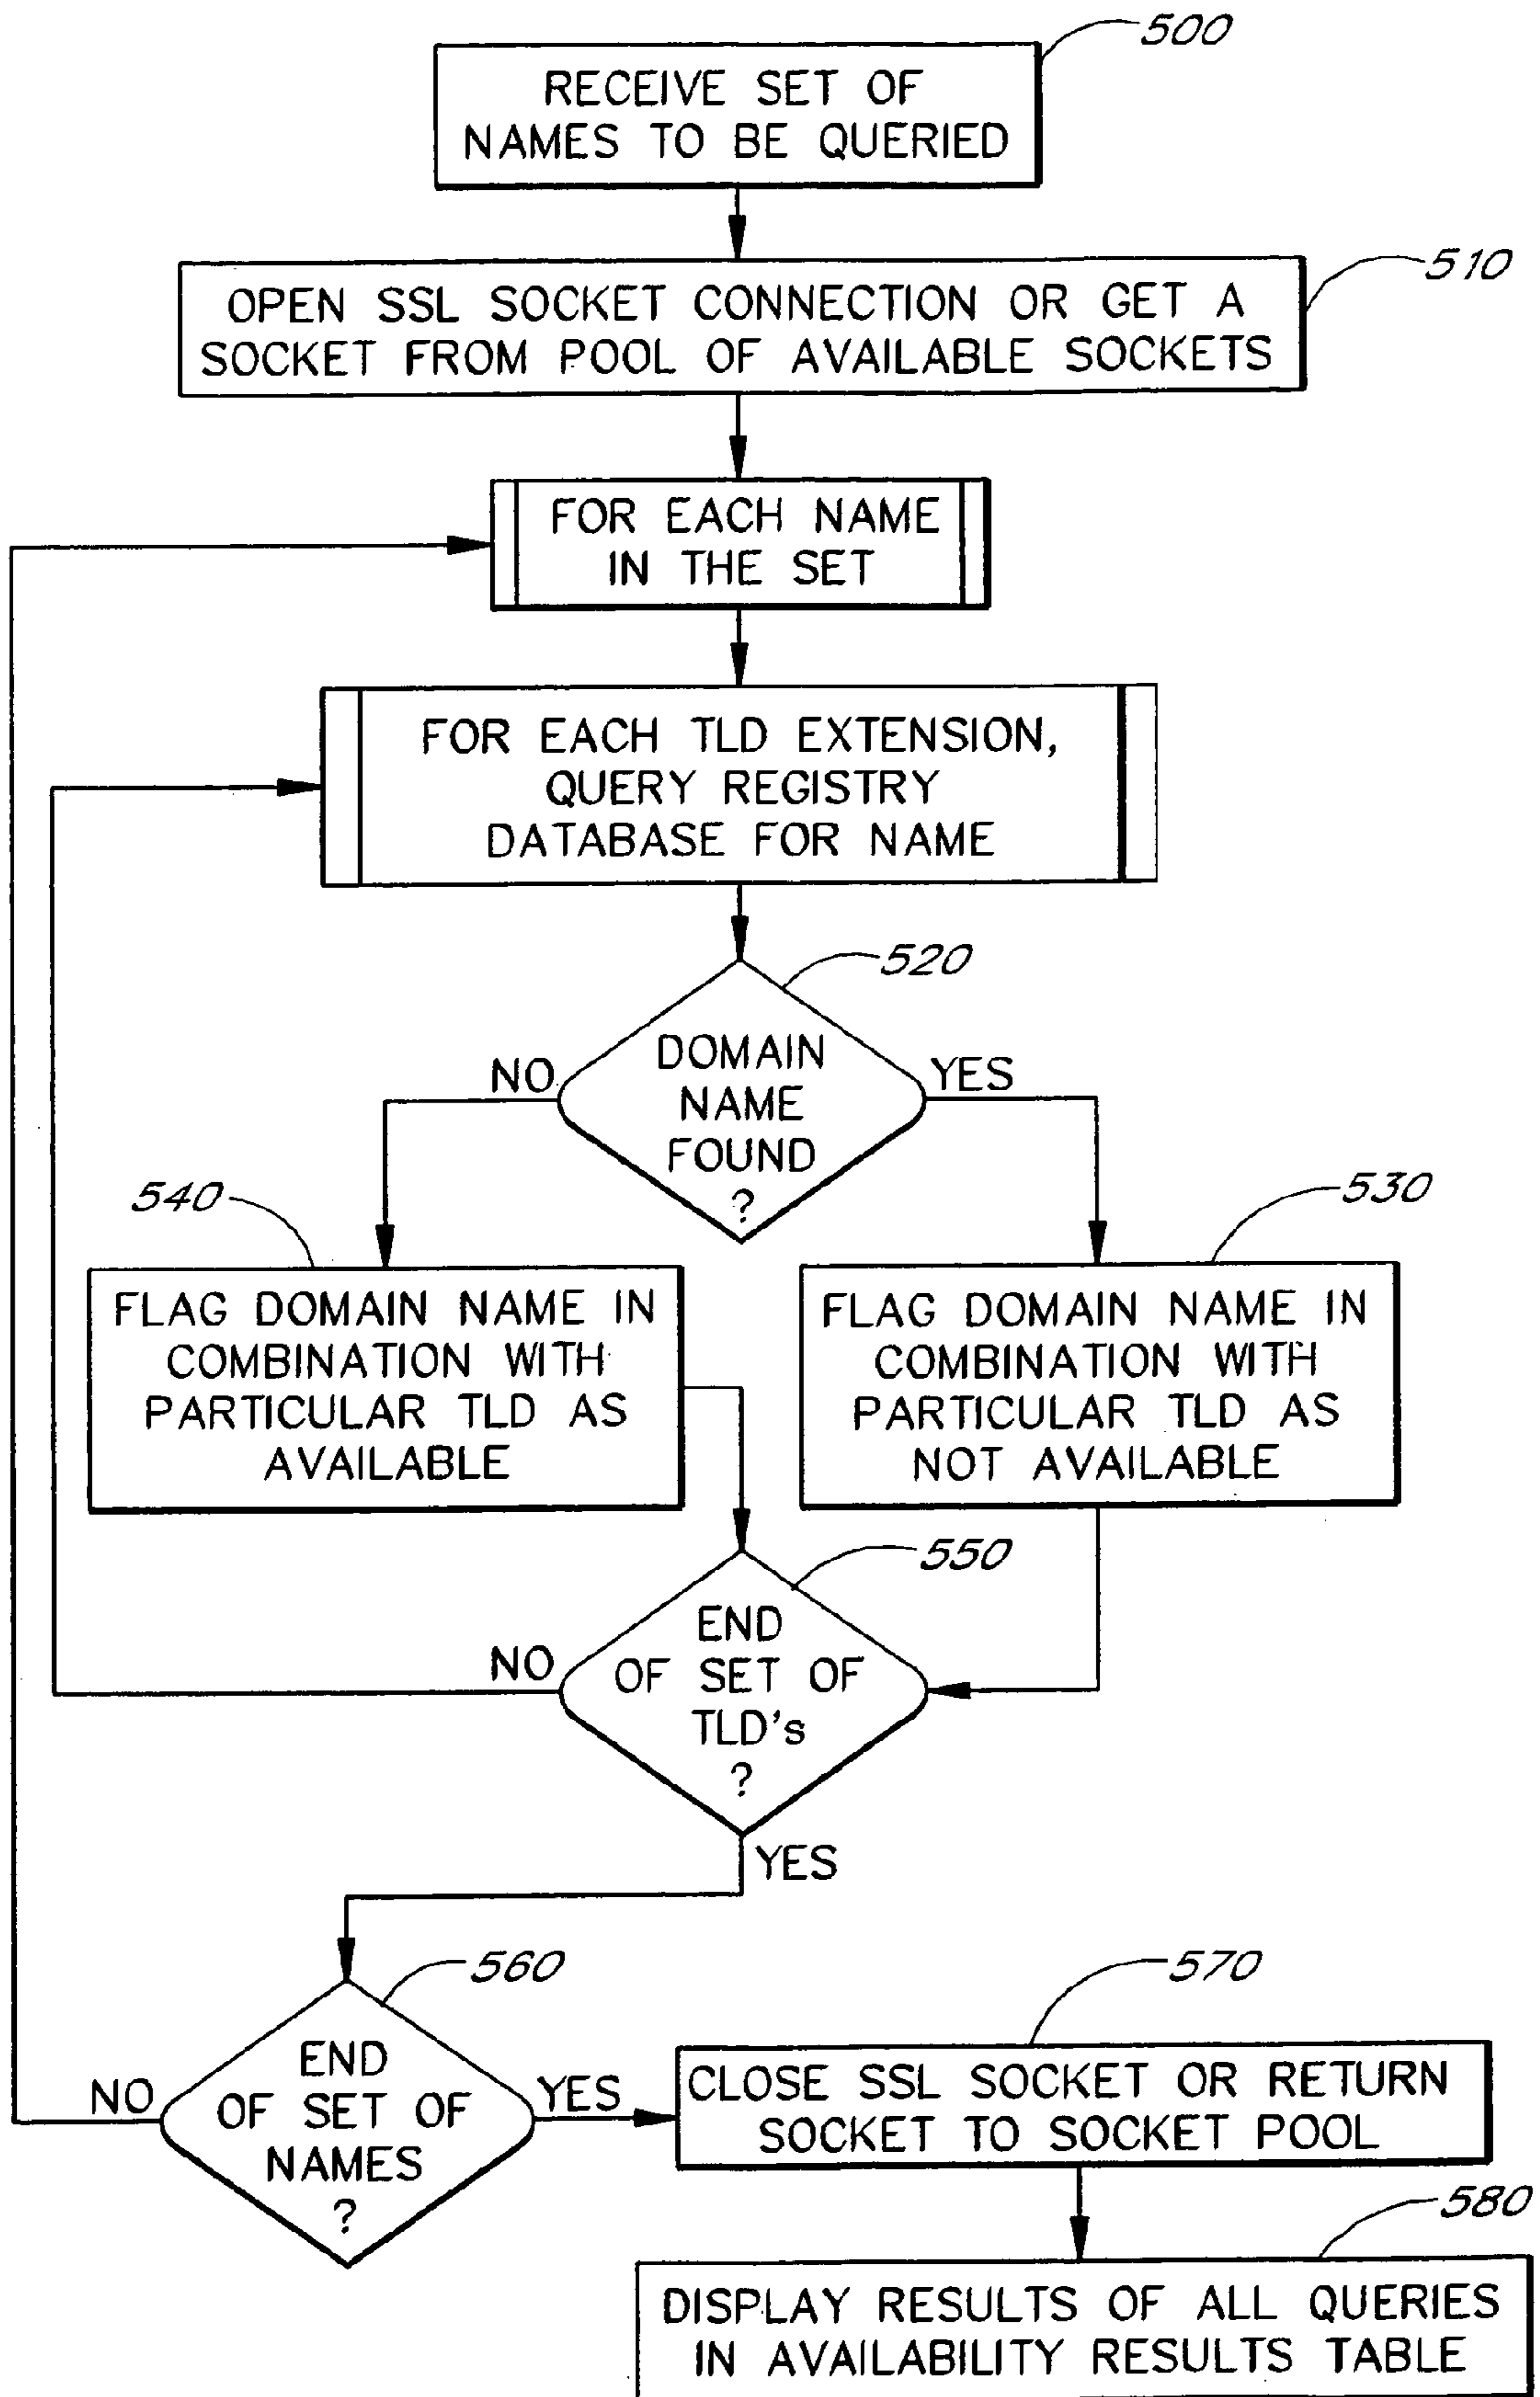 500
RECEIVE SET OF
NAMES TO BE QUERIED
510
OPEN SSL SOCKET CONNECTION OR GET A
SOCKET FROM POOL OF AVAILABLE SOCKETS
FOR EACH NAME
IN THE SET
FOR EACH TLD EXTENSION,
QUERY REGISTRY
DATABASE FOR NAME
520
DOMAIN
NAME
FOUND
?
NO
YES
540
530
FLAG DOMAIN NAME IN
COMBINATION WITH
PARTICULAR TLD AS
AVAILABLE
FLAG DOMAIN NAME IN
COMBINATION WITH
PARTICULAR TLD AS
NOT AVAILABLE
550
END
OF SET OF
TLD's
?
NO
YES
560
END
OF SET OF
NAMES
?
NO
YES
570
CLOSE SSL SOCKET OR RETURN
SOCKET TO SOCKET POOL
580
DISPLAY RESULTS OF ALL QUERIES
IN AVAILABILITY RESULTS TABLE